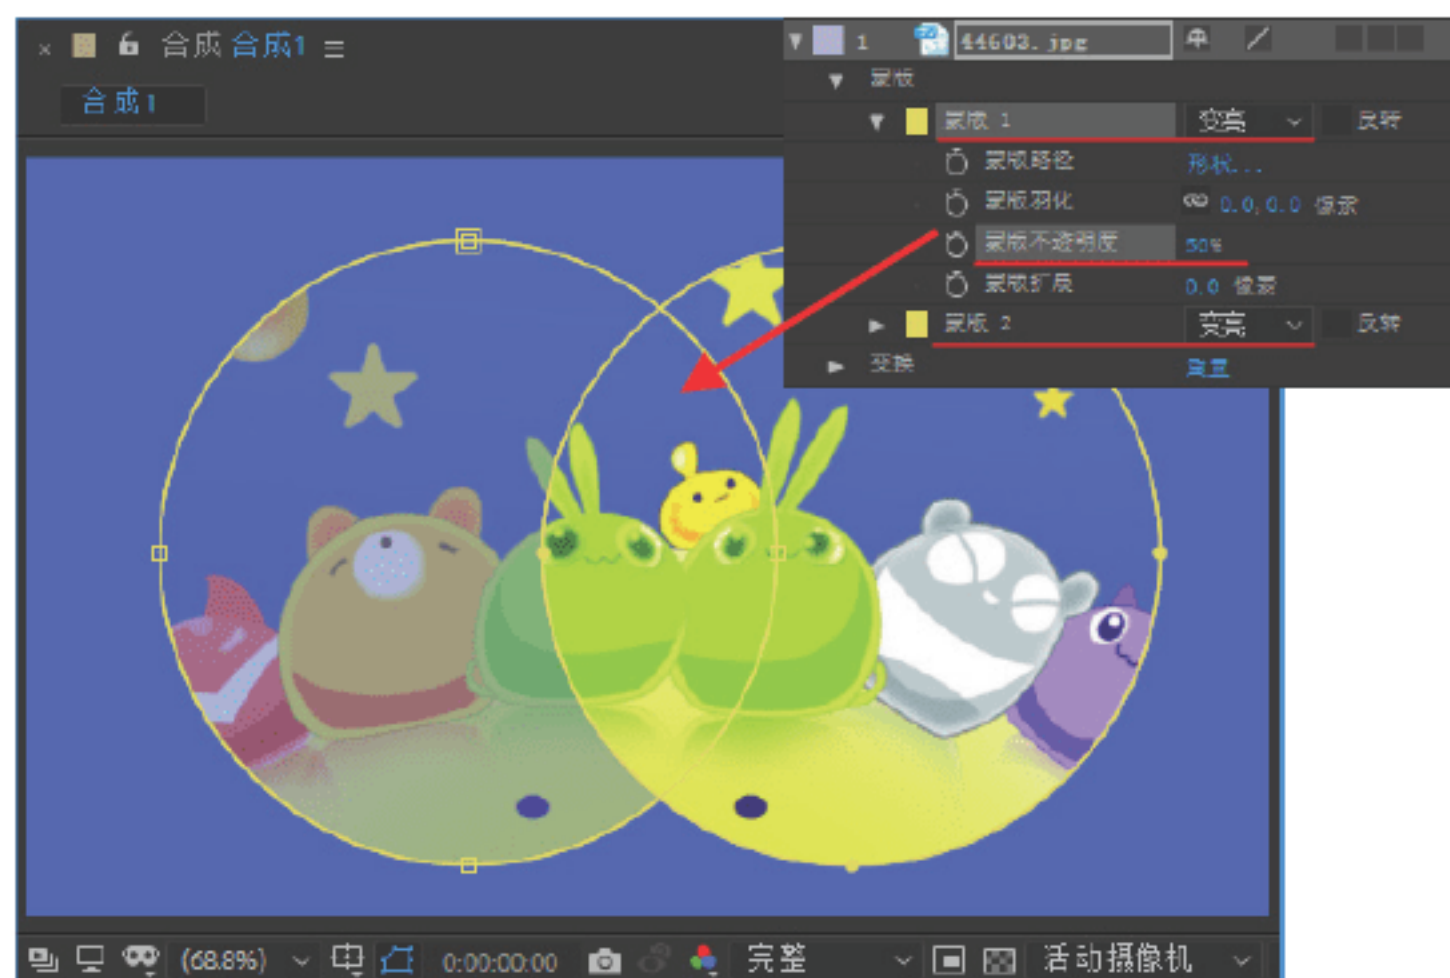 × 合成 合成1 ≡
合成1
1 44603.jpg
蒙版
蒙版 1 变亮 反转
蒙版路径 形状...
蒙版羽化 0.0,0.0 像素
蒙版不透明度 50%
蒙版扩展 0.0 像素
蒙版 2 变亮 反转
变换 重置
(68.8%) 0:00:00:00 完整 活动摄像机